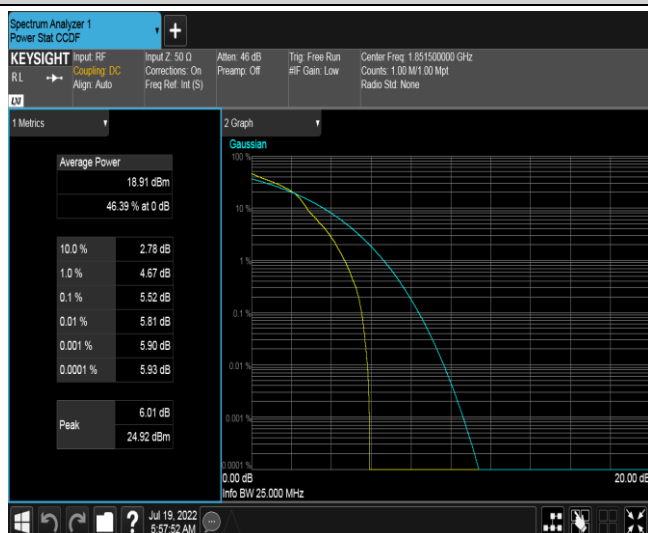 Spectrum Analyzer 1
Power Stat CCDF
KEYSIGHT
RL
LXI
Input: RF
Coupling: DC
Align: Auto
Input Z: 50 Ω
Corrections: On
Freq Ref: Int (S)
Atten: 46 dB
Preamp: Off
Trig: Free Run
#IF Gain: Low
Center Freq: 1.851500000 GHz
Counts: 1.00 M/1.00 Mpt
Radio Std: None
1 Metrics
Average Power
18.91 dBm
46.39 % at 0 dB
10.0 % 2.78 dB
1.0 % 4.67 dB
0.1 % 5.52 dB
0.01 % 5.81 dB
0.001 % 5.90 dB
0.0001 % 5.93 dB
Peak
6.01 dB
24.92 dBm
2 Graph
Gaussian
100 %
10 %
1 %
0.1 %
0.01 %
0.001 %
0.0001 %
0.00 dB
20.00 dB
Info BW 25.000 MHz
Jul 19, 2022
5:57:52 AM